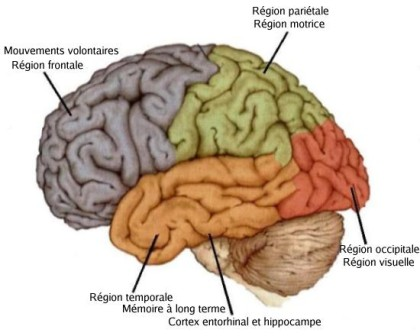 Région pariétale
Région motrice
Mouvements volontaires
Région frontale
Région occipitale
Région visuelle
Région temporale
Mémoire à long terme
Cortex entorhinal et hippocampe